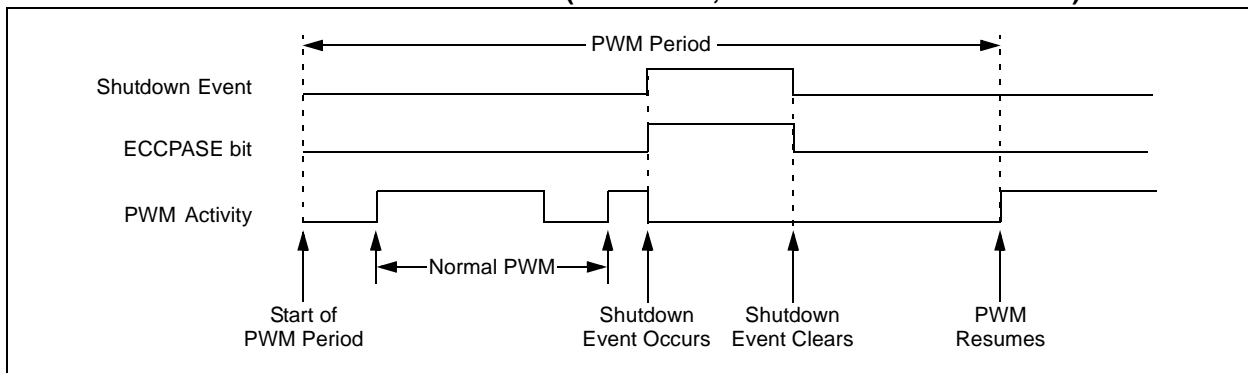 PWM Period
Shutdown Event
ECCPASE bit
PWM Activity
Normal PWM
Start of
PWM Period
Shutdown
Event Occurs
Shutdown
Event Clears
PWM
Resumes